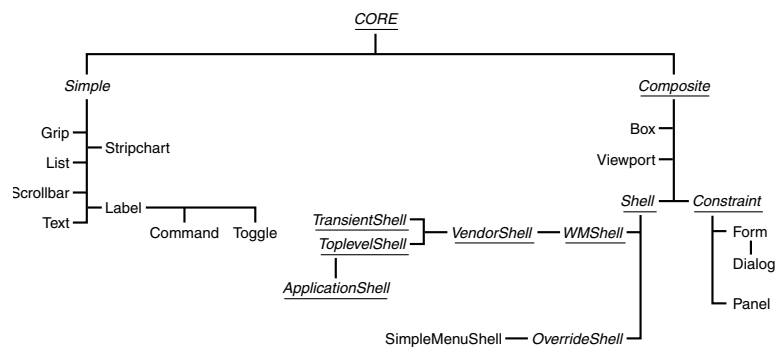 CORE
Simple
Composite
Grip
Stripchart
List
Scrollbar
Label
Text
Command
Toggle
Box
Viewport
Shell
Constraint
TransientShell
ToplevelShell
VendorShell
WMShell
ApplicationShell
Form
Dialog
Panel
SimpleMenuShell
OverrideShell